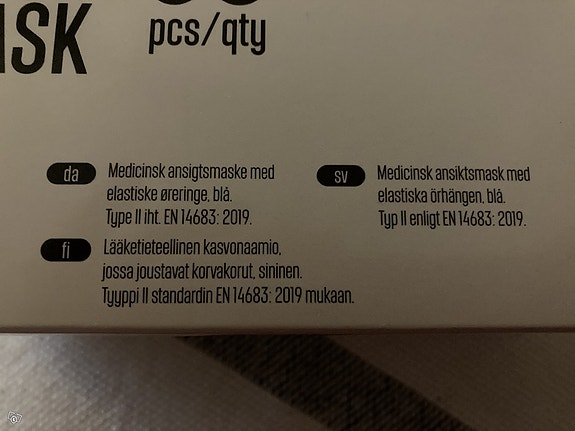 ASK
pcs/qty
da Medicinsk ansigtsmaske med
elastiske øreringe, blå.
Type II iht. EN 14683: 2019.
sv Medicinsk ansiktsmask med
elastiska örhängen, blå.
Typ II enligt EN 14683: 2019.
fi Lääketieteellinen kasvonaamio,
jossa joustavat korvakorut, sininen.
Tyyppi II standardin EN 14683: 2019 mukaan.